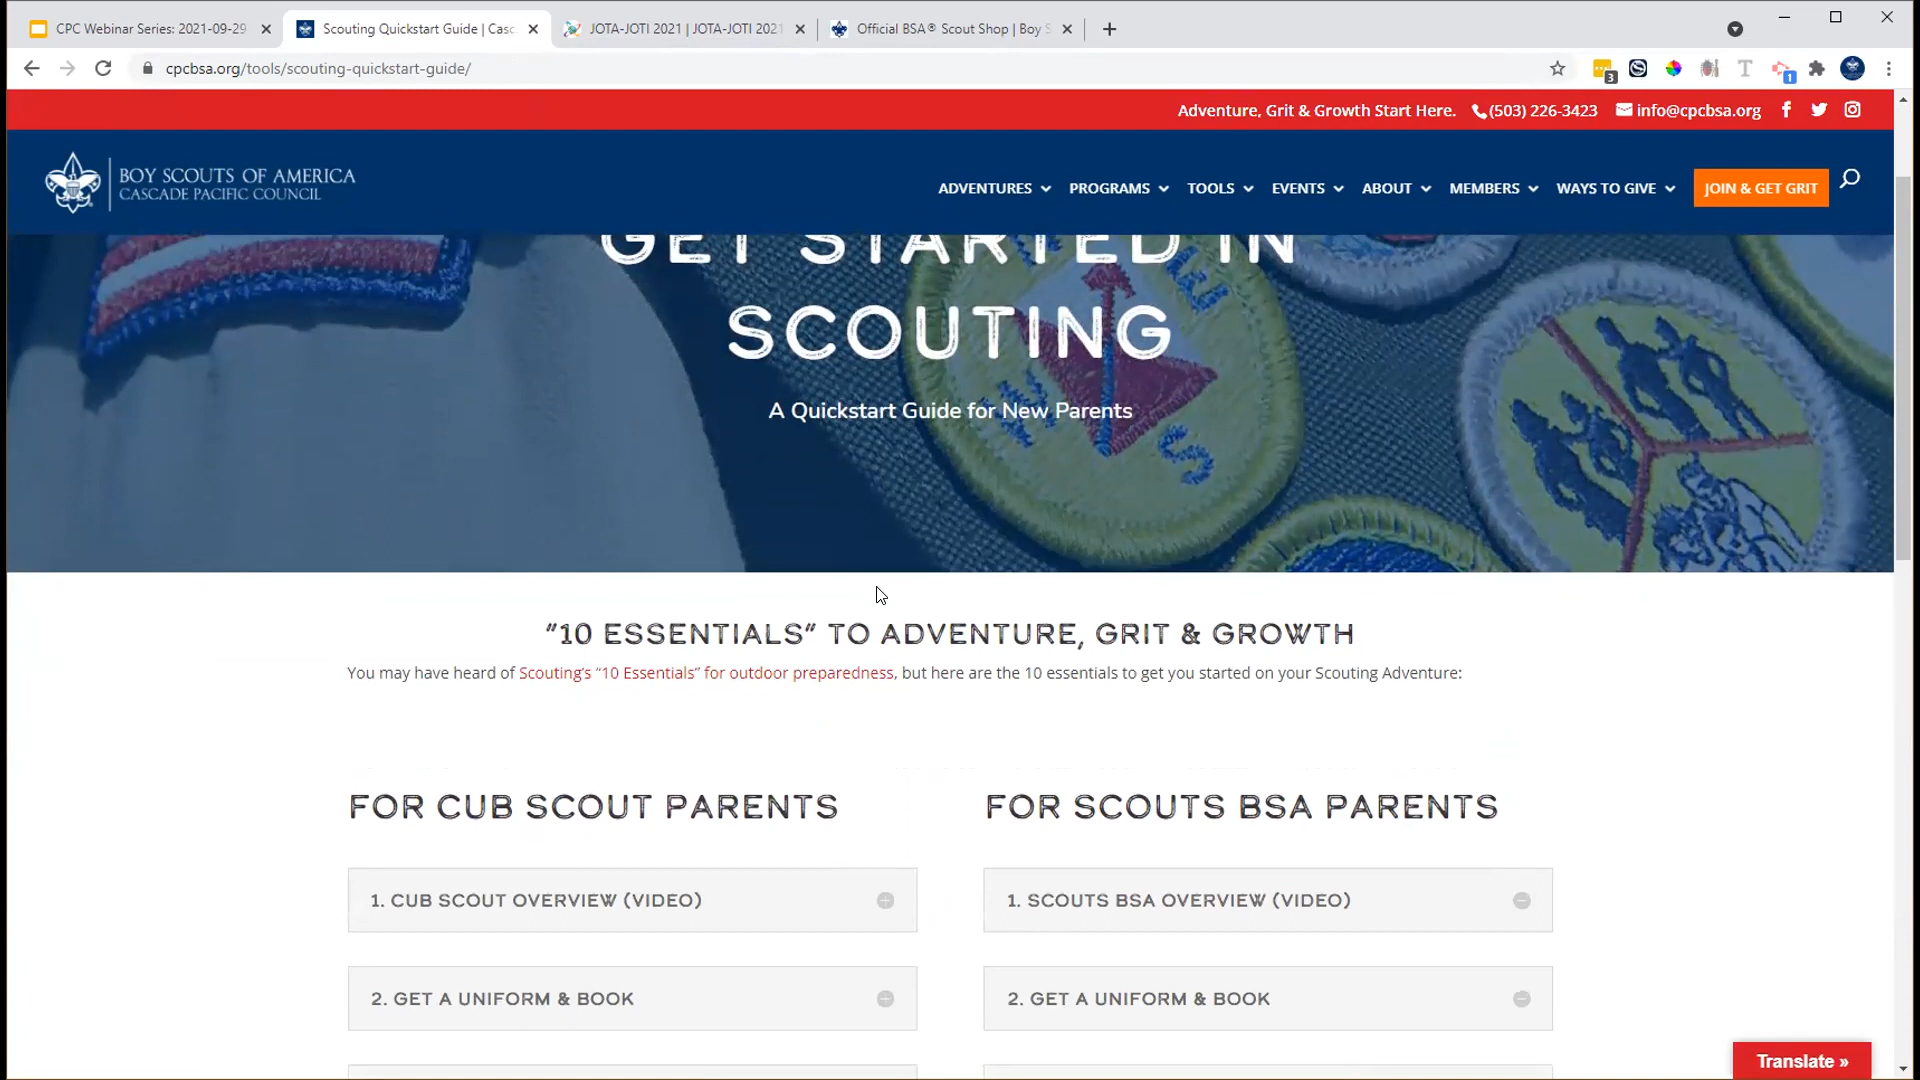 CPC Webinar Series: 2021-09-29
Scouting Quickstart Guide | Casc
JOTA-JOTI 2021 | JOTA-JOTI 2021
Official BSA® Scout Shop | Boy S
cpcbsa.org/tools/scouting-quickstart-guide/
3
1
Adventure, Grit & Growth Start Here.
(503) 226-3423
info@cpcbsa.org
BOY SCOUTS OF AMERICA
CASCADE PACIFIC COUNCIL
ADVENTURES
PROGRAMS
TOOLS
EVENTS
ABOUT
MEMBERS
WAYS TO GIVE
JOIN & GET GRIT
GET STARTED IN
SCOUTING
A Quickstart Guide for New Parents
"10 ESSENTIALS" TO ADVENTURE, GRIT & GROWTH
You may have heard of Scouting's "10 Essentials" for outdoor preparedness, but here are the 10 essentials to get you started on your Scouting Adventure:
FOR CUB SCOUT PARENTS
1. CUB SCOUT OVERVIEW (VIDEO)
2. GET A UNIFORM & BOOK
FOR SCOUTS BSA PARENTS
1. SCOUTS BSA OVERVIEW (VIDEO)
2. GET A UNIFORM & BOOK
Translate »